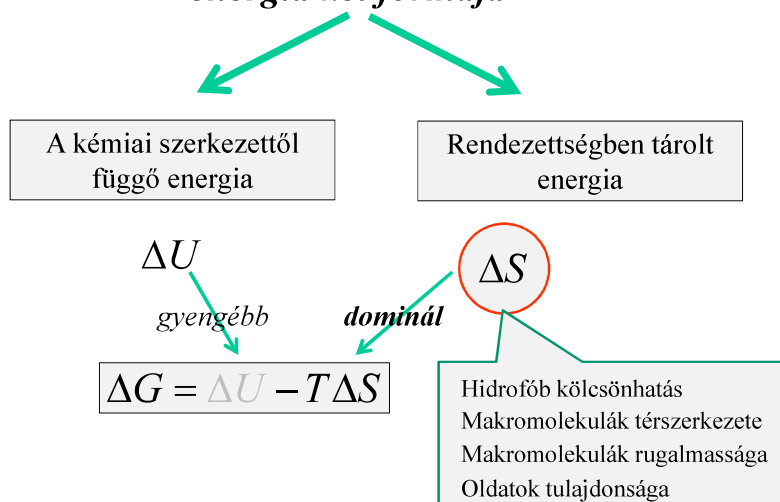 A kémiai szerkezettől
függő energia
Rendezettségben tárolt
energia
ΔU
ΔS
gyengébb
dominál
ΔG = ΔU − TΔS
Hidrofób kölcsönhatás
Makromolekulák térszerkezete
Makromolekulák rugalmassága
Oldatok tulajdonsága